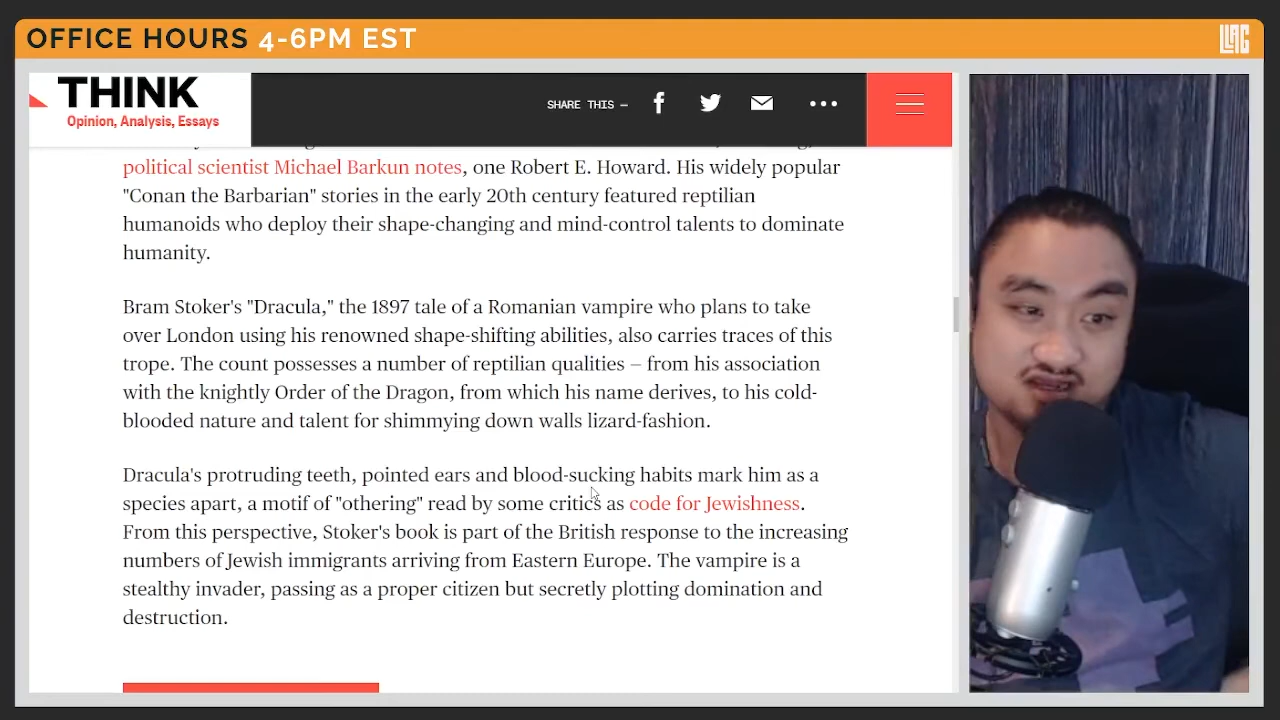 OFFICE HOURS 4-6PM EST
LLAG
THINK
Opinion, Analysis, Essays
SHARE THIS —
political scientist Michael Barkun notes, one Robert E. Howard. His widely popular
"Conan the Barbarian" stories in the early 20th century featured reptilian
humanoids who deploy their shape-changing and mind-control talents to dominate
humanity.
Bram Stoker's "Dracula," the 1897 tale of a Romanian vampire who plans to take
over London using his renowned shape-shifting abilities, also carries traces of this
trope. The count possesses a number of reptilian qualities — from his association
with the knightly Order of the Dragon, from which his name derives, to his cold-
blooded nature and talent for shimmying down walls lizard-fashion.
Dracula's protruding teeth, pointed ears and blood-sucking habits mark him as a
species apart, a motif of "othering" read by some critics as code for Jewishness.
From this perspective, Stoker's book is part of the British response to the increasing
numbers of Jewish immigrants arriving from Eastern Europe. The vampire is a
stealthy invader, passing as a proper citizen but secretly plotting domination and
destruction.